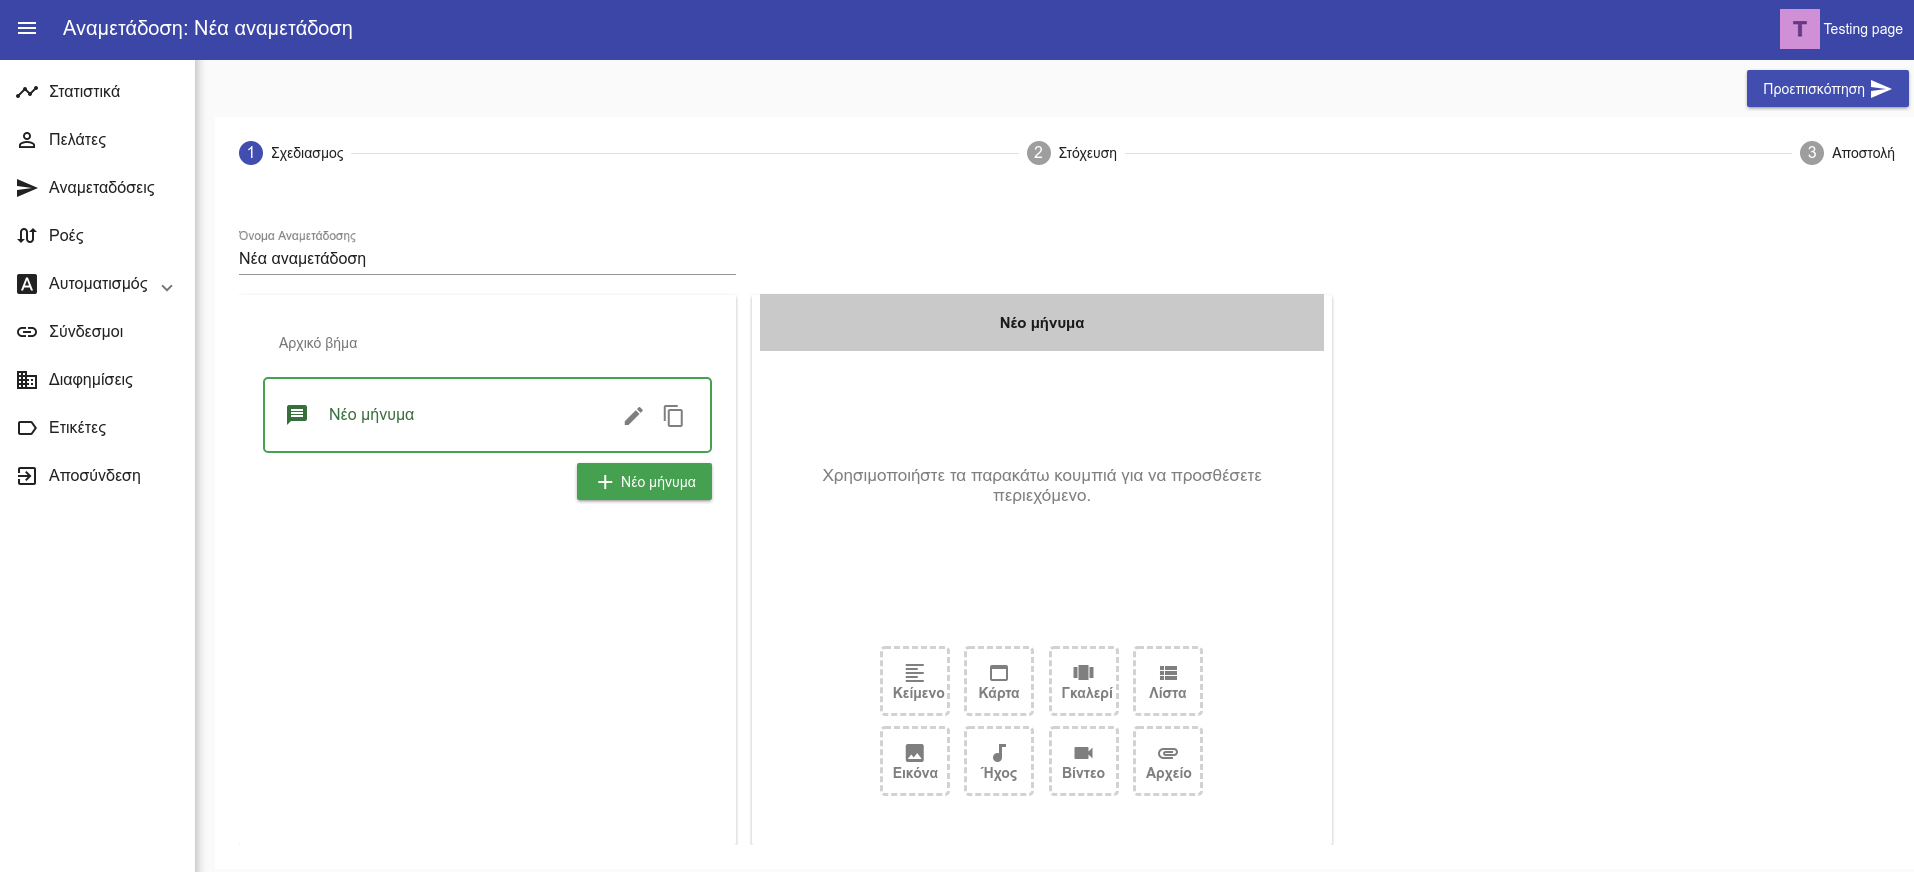 Αναμετάδοση: Νέα αναμετάδοση
T Testing page
Στατιστικά
Πελάτες
Αναμεταδόσεις
Ροές
Αυτοματισμός
Σύνδεσμοι
Διαφημίσεις
Ετικέτες
Αποσύνδεση
Προεπισκόπηση
1 Σχεδιασμος
2 Στόχευση
3 Αποστολή
Όνομα Αναμετάδοσης
Νέα αναμετάδοση
Αρχικό βήμα
Νέο μήνυμα
Νέο μήνυμα
Νέο μήνυμα
Χρησιμοποιήστε τα παρακάτω κουμπιά για να προσθέσετε
περιεχόμενο.
Κείμενο
Κάρτα
Γκαλερί
Λίστα
Εικόνα
Ήχος
Βίντεο
Αρχείο